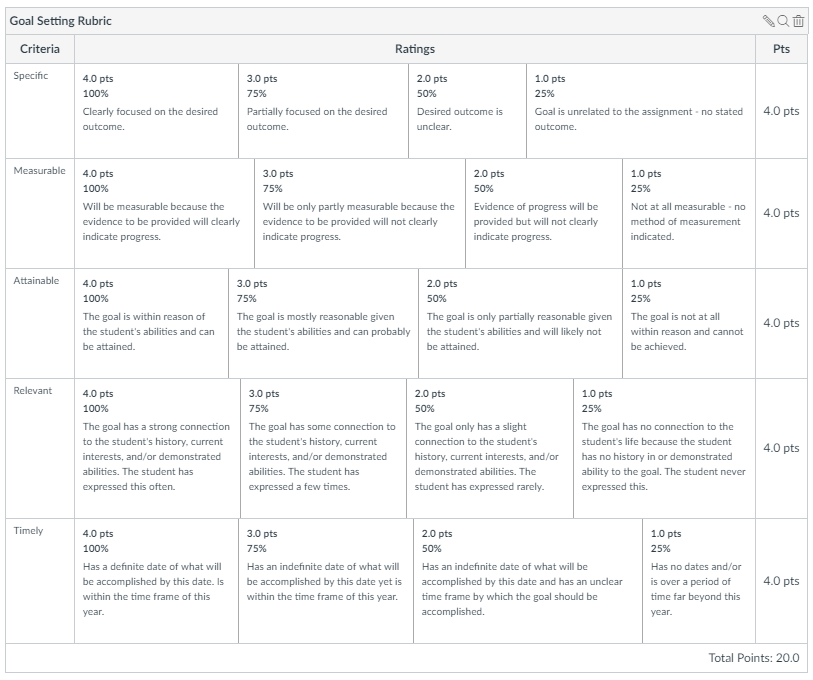 Goal Setting Rubric
Criteria
Ratings
Pts
Specific
4.0 pts
100%
Clearly focused on the desired
outcome.
3.0 pts
75%
Partially focused on the desired
outcome.
2.0 pts
50%
Desired outcome is
unclear.
1.0 pts
25%
Goal is unrelated to the assignment - no stated
outcome.
4.0 pts
Measurable
4.0 pts
100%
Will be measurable because the
evidence to be provided will clearly
indicate progress.
3.0 pts
75%
Will be only partly measurable because the
evidence to be provided will not clearly
indicate progress.
2.0 pts
50%
Evidence of progress will be
provided but will not clearly
indicate progress.
1.0 pts
25%
Not at all measurable - no
method of measurement
indicated.
4.0 pts
Attainable
4.0 pts
100%
The goal is within reason of
the student's abilities and can
be attained.
3.0 pts
75%
The goal is mostly reasonable given
the student's abilities and can probably
be attained.
2.0 pts
50%
The goal is only partially reasonable given
the student's abilities and will likely not
be attained.
1.0 pts
25%
The goal is not at all
within reason and cannot
be achieved.
4.0 pts
Relevant
4.0 pts
100%
The goal has a strong connection
to the student's history, current
interests, and/or demonstrated
abilities. The student has
expressed this often.
3.0 pts
75%
The goal has some connection to
the student's history, current
interests, and/or demonstrated
abilities. The student has
expressed a few times.
2.0 pts
50%
The goal only has a slight
connection to the student's
history, current interests, and/or
demonstrated abilities. The
student has expressed rarely.
1.0 pts
25%
The goal has no connection to the
student's life because the student
has no history in or demonstrated
ability to the goal. The student never
expressed this.
4.0 pts
Timely
4.0 pts
100%
Has a definite date of what will
be accomplished by this date. Is
within the time frame of this
year.
3.0 pts
75%
Has an indefinite date of what will
be accomplished by this date yet is
within the time frame of this year.
2.0 pts
50%
Has an indefinite date of what will be
accomplished by this date and has an unclear
time frame by which the goal should be
accomplished.
1.0 pts
25%
Has no dates and/or
is over a period of
time far beyond this
year.
4.0 pts
Total Points: 20.0